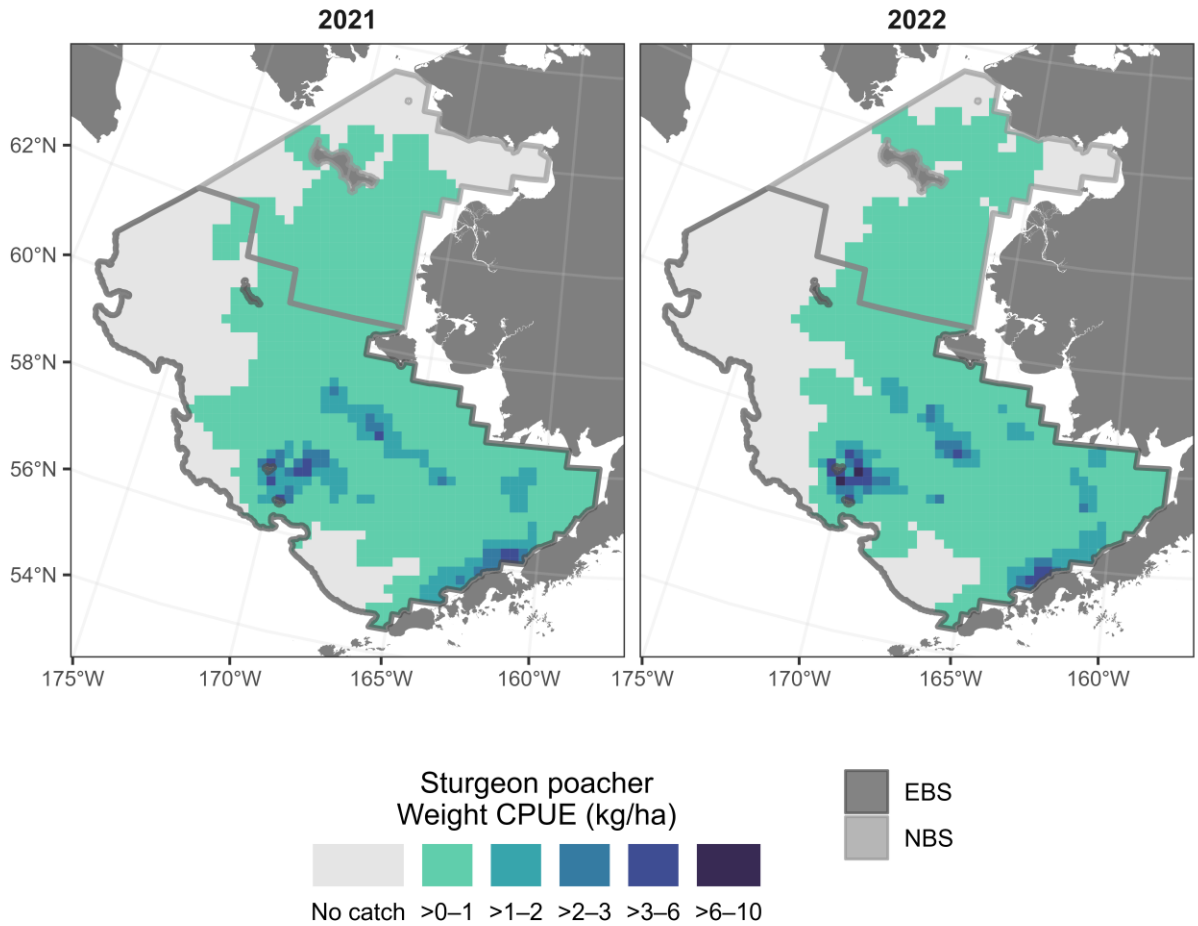 2021 2022
62°N
60°N
58°N
56°N
54°N
175°W 170°W 165°W 160°W 175°W 170°W 165°W 160°W
Sturgeon poacher
Weight CPUE (kg/ha)
No catch >0–1 >1–2 >2–3 >3–6 >6–10
EBS
NBS